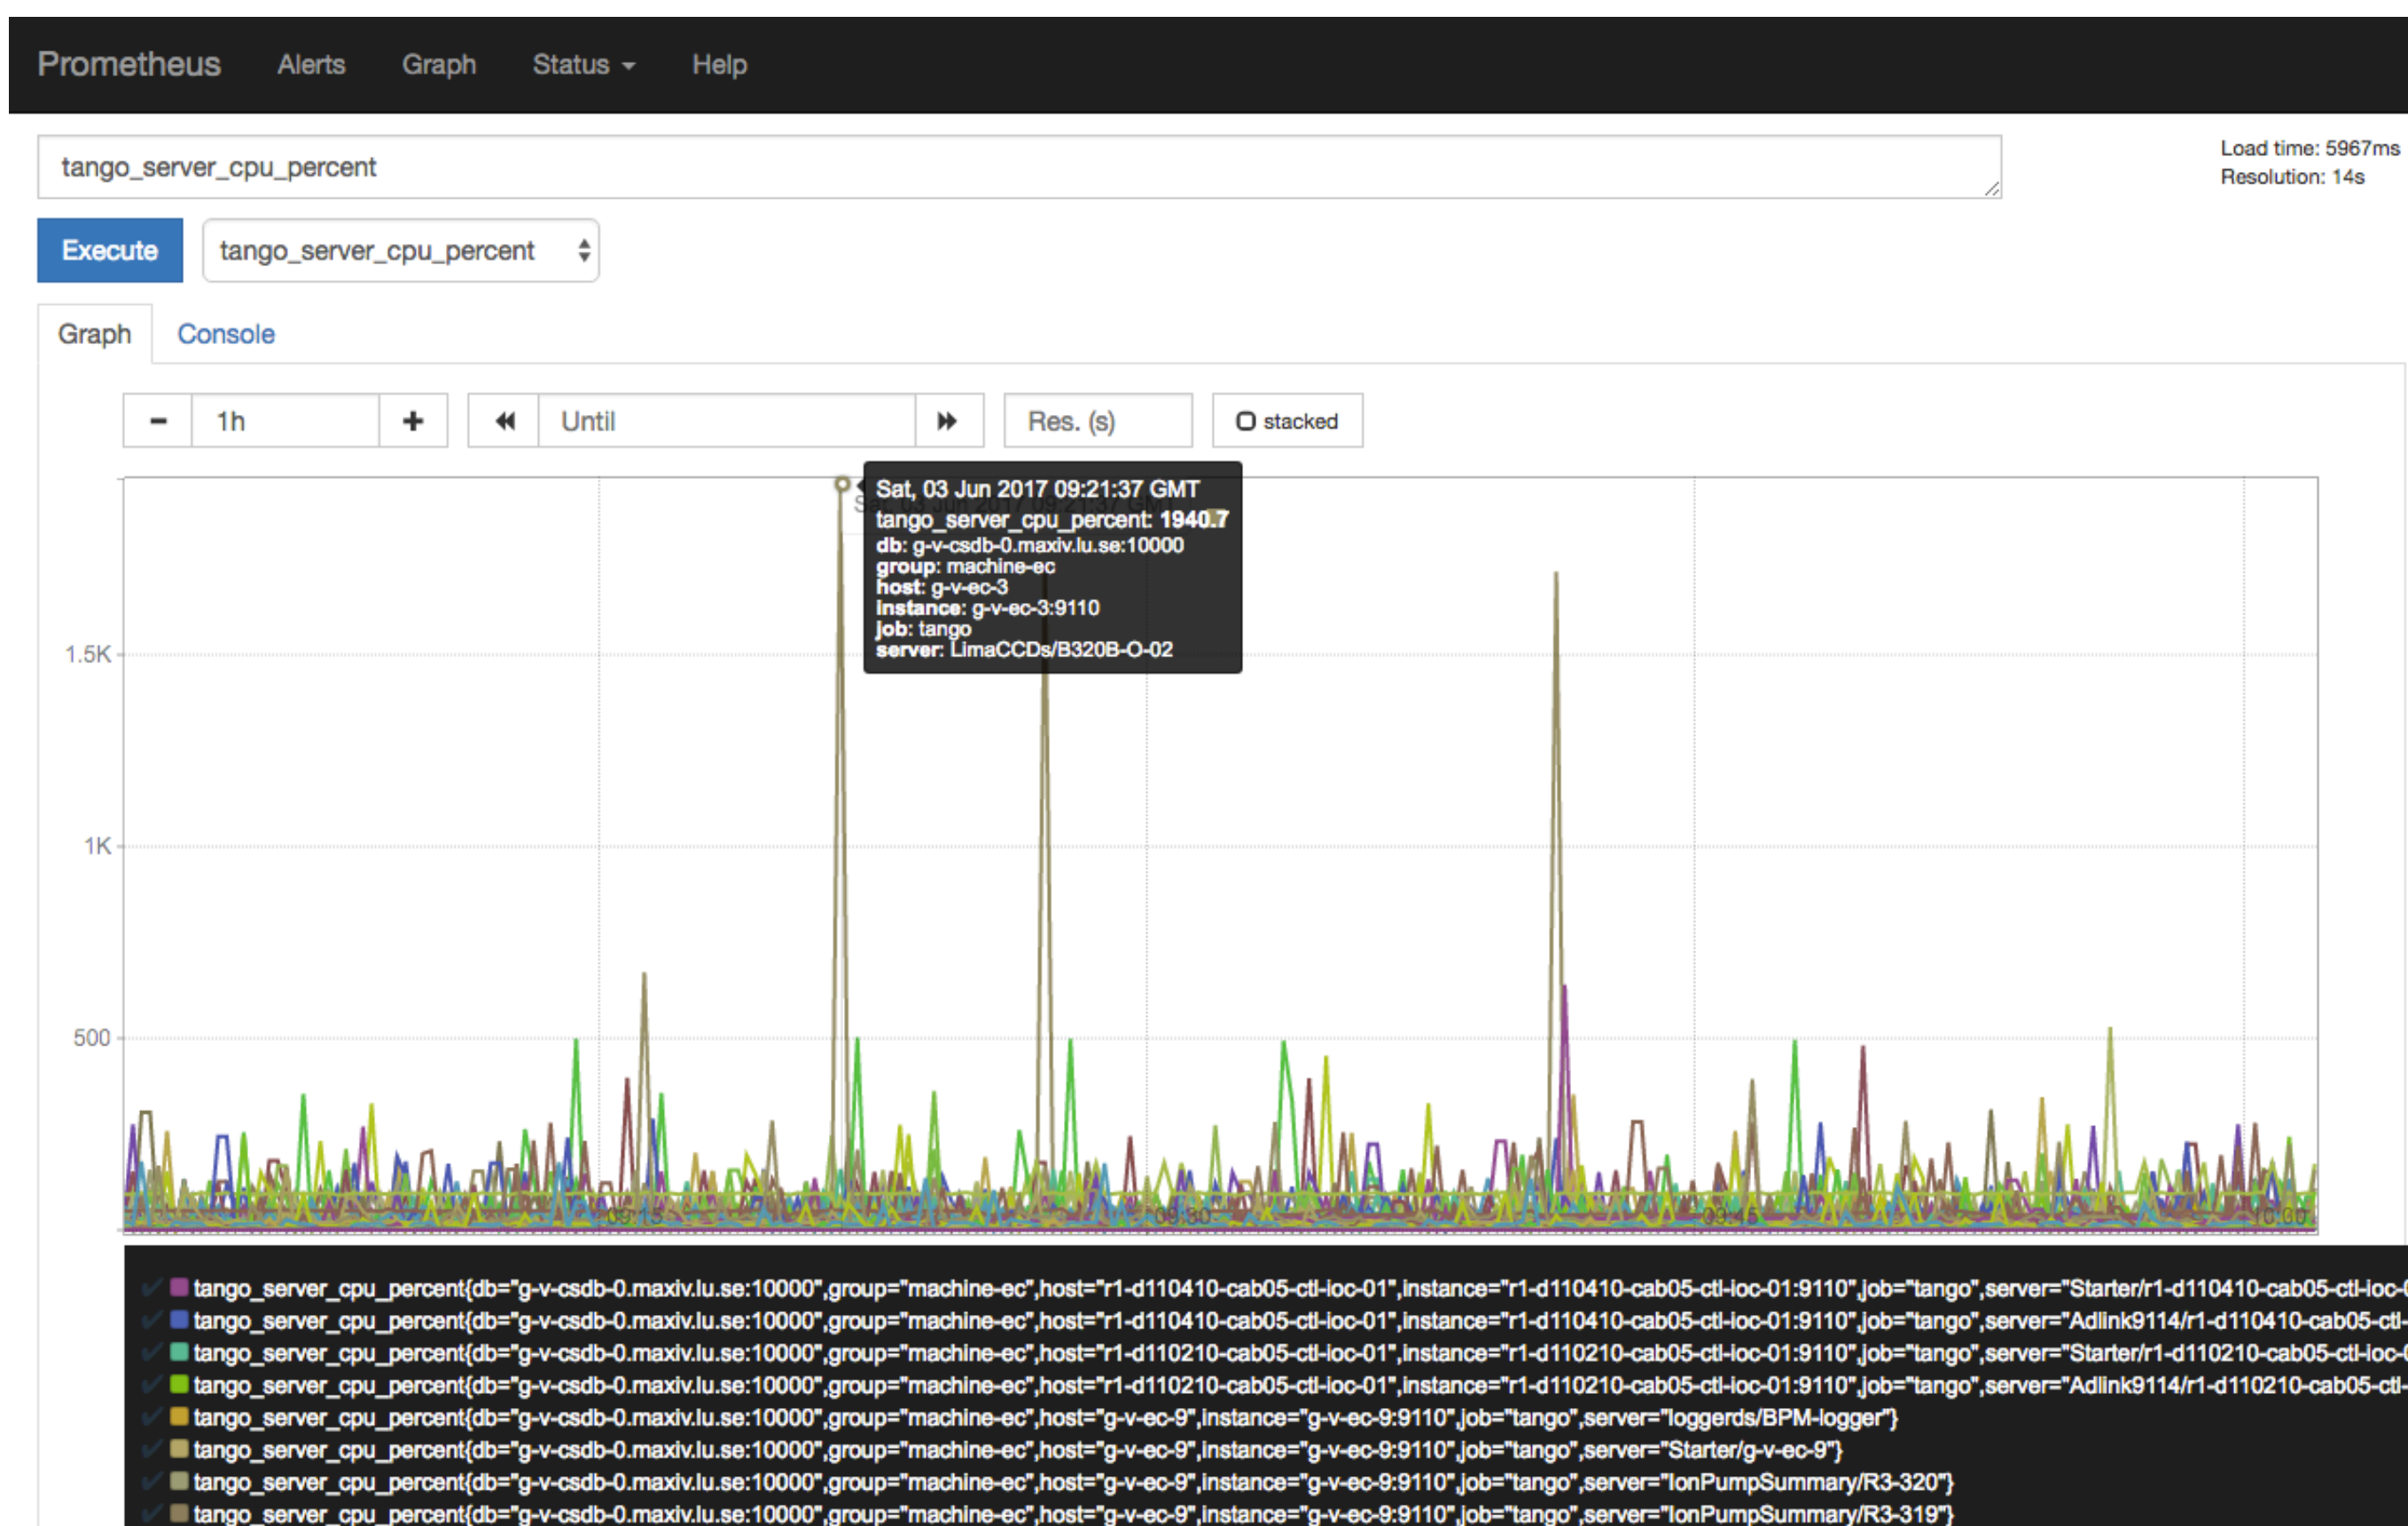 Prometheus Alerts Graph Status Help
tango_server_cpu_percent
Load time: 5967ms
Resolution: 14s
Execute tango_server_cpu_percent
Graph Console
1h Until Res. (s) stacked
Sat, 03 Jun 2017 09:21:37 GMT
tango_server_cpu_percent: 1940.7
db: g-v-csdb-0.maxiv.lu.se:10000
group: machine-ec
host: g-v-ec-3
instance: g-v-ec-3:9110
job: tango
server: LimaCCDs/B320B-O-02
1.5K
1K
500
09:15 09:30 09:45 10:00
tango_server_cpu_percent{db="g-v-csdb-0.maxiv.lu.se:10000",group="machine-ec",host="r1-d110410-cab05-ctl-ioc-01",instance="r1-d110410-cab05-ctl-ioc-01:9110",job="tango",server="Starter/r1-d110410-cab05-ctl-ioc-0
tango_server_cpu_percent{db="g-v-csdb-0.maxiv.lu.se:10000",group="machine-ec",host="r1-d110410-cab05-ctl-ioc-01",instance="r1-d110410-cab05-ctl-ioc-01:9110",job="tango",server="Adlink9114/r1-d110410-cab05-ctl-
tango_server_cpu_percent{db="g-v-csdb-0.maxiv.lu.se:10000",group="machine-ec",host="r1-d110210-cab05-ctl-ioc-01",instance="r1-d110210-cab05-ctl-ioc-01:9110",job="tango",server="Starter/r1-d110210-cab05-ctl-ioc-0
tango_server_cpu_percent{db="g-v-csdb-0.maxiv.lu.se:10000",group="machine-ec",host="r1-d110210-cab05-ctl-ioc-01",instance="r1-d110210-cab05-ctl-ioc-01:9110",job="tango",server="Adlink9114/r1-d110210-cab05-ctl-
tango_server_cpu_percent{db="g-v-csdb-0.maxiv.lu.se:10000",group="machine-ec",host="g-v-ec-9",instance="g-v-ec-9:9110",job="tango",server="loggerds/BPM-logger"}
tango_server_cpu_percent{db="g-v-csdb-0.maxiv.lu.se:10000",group="machine-ec",host="g-v-ec-9",instance="g-v-ec-9:9110",job="tango",server="Starter/g-v-ec-9"}
tango_server_cpu_percent{db="g-v-csdb-0.maxiv.lu.se:10000",group="machine-ec",host="g-v-ec-9",instance="g-v-ec-9:9110",job="tango",server="IonPumpSummary/R3-320"}
tango_server_cpu_percent{db="g-v-csdb-0.maxiv.lu.se:10000",group="machine-ec",host="g-v-ec-9",instance="g-v-ec-9:9110",job="tango",server="IonPumpSummary/R3-319"}